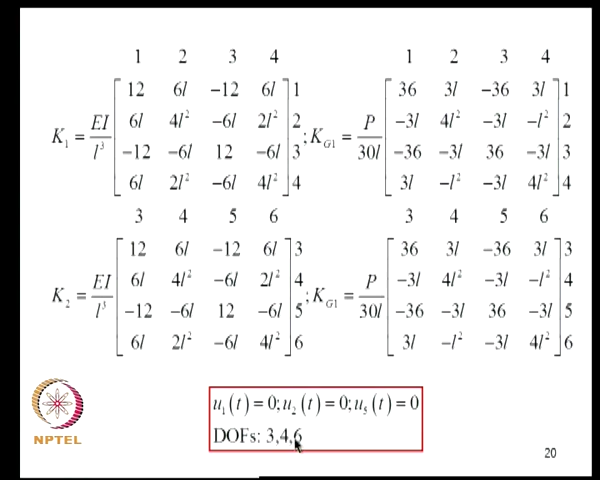 1 2 3 4 1 2 3 4
K₁ = EI/l³ [12 6l −12 6l; 6l 4l² −6l 2l²; −12 −6l 12 −6l; 6l 2l² −6l 4l²] 1 2 3 4 ; K_G1 = P/30l [36 3l −36 3l; −3l 4l² −3l −l²; −36 −3l 36 −3l; 3l −l² −3l 4l²] 1 2 3 4
3 4 5 6 3 4 5 6
K₂ = EI/l³ [12 6l −12 6l; 6l 4l² −6l 2l²; −12 −6l 12 −6l; 6l 2l² −6l 4l²] 3 4 5 6 ; K_G1 = P/30l [36 3l −36 3l; −3l 4l² −3l −l²; −36 −3l 36 −3l; 3l −l² −3l 4l²] 3 4 5 6
u₁(t) = 0; u₂(t) = 0; u₅(t) = 0
DOFs: 3,4,6
NPTEL
20